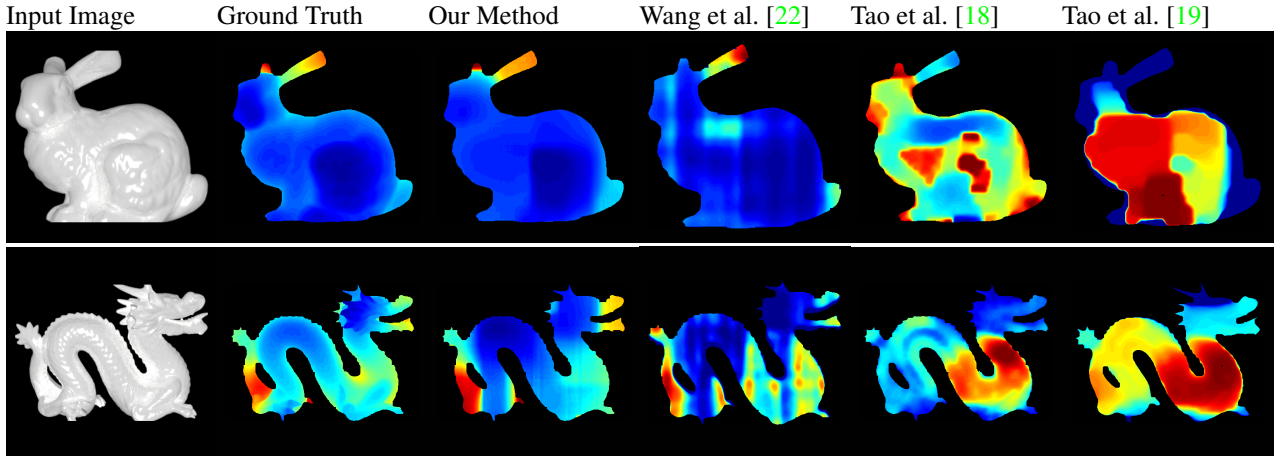 Input Image Ground Truth Our Method Wang et al. [22] Tao et al. [18] Tao et al. [19]